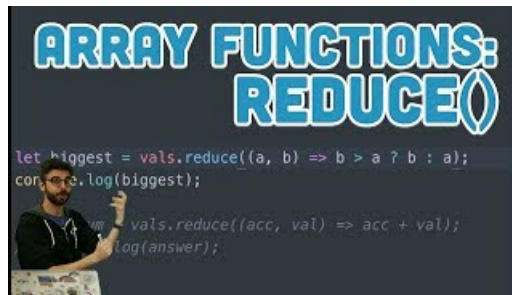 ARRAY FUNCTIONS:
REDUCE()
let biggest = vals.reduce((a, b) => b > a ? b : a);
.log(biggest);
vals.reduce((acc, val) => acc + val);
log(answer);